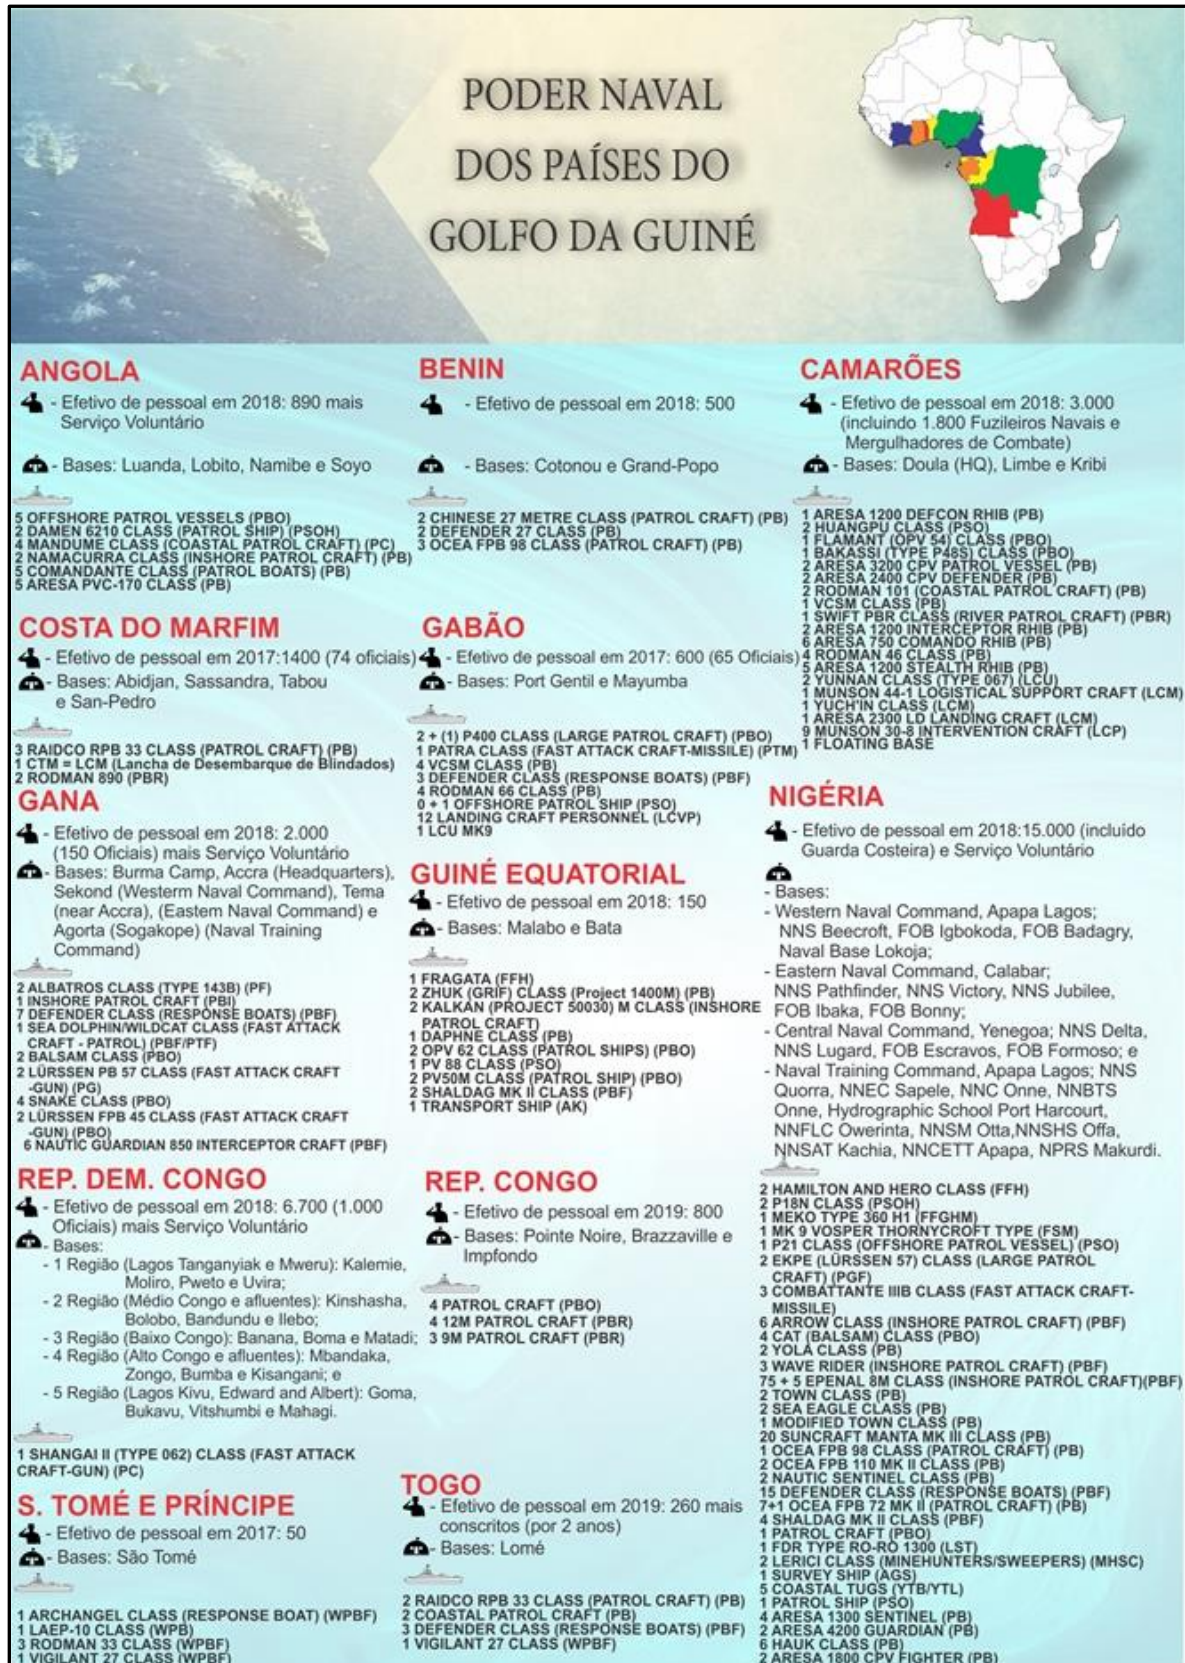 PODER NAVAL
DOS PAÍSES DO
GOLFO DA GUINÉ
ANGOLA
- Efetivo de pessoal em 2018: 890 mais
Serviço Voluntário
- Bases: Luanda, Lobito, Namibe e Soyo
5 OFFSHORE PATROL VESSELS (PBO)
2 DAMEN 6210 CLASS (PATROL SHIP) (PSOH)
4 MANDUME CLASS (COASTAL PATROL CRAFT) (PC)
2 NAMACURRA CLASS (INSHORE PATROL CRAFT) (PB)
5 COMANDANTE CLASS (PATROL BOATS) (PB)
5 ARESA PVC-170 CLASS (PB)
BENIN
- Efetivo de pessoal em 2018: 500
- Bases: Cotonou e Grand-Popo
2 CHINESE 27 METRE CLASS (PATROL CRAFT) (PB)
2 DEFENDER 27 CLASS (PB)
3 OCEA FPB 98 CLASS (PATROL CRAFT) (PB)
CAMARÕES
- Efetivo de pessoal em 2018: 3.000
(incluindo 1.800 Fuzileiros Navais e
Mergulhadores de Combate)
- Bases: Doula (HQ), Limbe e Kribi
1 ARESA 1200 DEFCON RHIB (PB)
2 HUANGPU CLASS (PSO)
1 FLAMANT (OPV 54) CLASS (PBO)
1 BAKASSI (TYPE P48S) CLASS (PBO)
2 ARESA 3200 CPV PATROL VESSEL (PB)
2 ARESA 2400 CPV DEFENDER (PB)
2 RODMAN 101 (COASTAL PATROL CRAFT) (PB)
1 VCSM CLASS (PB)
1 SWIFT PBR CLASS (RIVER PATROL CRAFT) (PBR)
2 ARESA 1200 INTERCEPTOR RHIB (PB)
6 ARESA 750 COMANDO RHIB (PB)
4 RODMAN 46 CLASS (PB)
5 ARESA 1200 STEALTH RHIB (PB)
2 YUNNAN CLASS (TYPE 067) (LCU)
1 MUNSON 44-1 LOGISTICAL SUPPORT CRAFT (LCM)
1 YUCH'IN CLASS (LCM)
1 ARESA 2300 LD LANDING CRAFT (LCM)
9 MUNSON 30-8 INTERVENTION CRAFT (LCP)
1 FLOATING BASE
COSTA DO MARFIM
- Efetivo de pessoal em 2017:1400 (74 oficiais)
- Bases: Abidjan, Sassandra, Tabou
e San-Pedro
3 RAIDCO RPB 33 CLASS (PATROL CRAFT) (PB)
1 CTM = LCM (Lancha de Desembarque de Blindados)
2 RODMAN 890 (PBR)
GABÃO
- Efetivo de pessoal em 2017: 600 (65 Oficiais)
- Bases: Port Gentil e Mayumba
2 + (1) P400 CLASS (LARGE PATROL CRAFT) (PBO)
1 PATRA CLASS (FAST ATTACK CRAFT-MISSILE) (PTM)
4 VCSM CLASS (PB)
3 DEFENDER CLASS (RESPONSE BOATS) (PBF)
4 RODMAN 66 CLASS (PB)
0 + 1 OFFSHORE PATROL SHIP (PSO)
12 LANDING CRAFT PERSONNEL (LCVP)
1 LCU MK9
GANA
- Efetivo de pessoal em 2018: 2.000
(150 Oficiais) mais Serviço Voluntário
- Bases: Burma Camp, Accra (Headquarters),
Sekond (Westerm Naval Command), Tema
(near Accra), (Eastem Naval Command) e
Agorta (Sogakope) (Naval Training
Command)
2 ALBATROS CLASS (TYPE 143B) (PF)
1 INSHORE PATROL CRAFT (PBI)
7 DEFENDER CLASS (RESPONSE BOATS) (PBF)
1 SEA DOLPHIN/WILDCAT CLASS (FAST ATTACK
CRAFT - PATROL) (PBF/PTF)
2 BALSAM CLASS (PBO)
2 LÜRSSEN PB 57 CLASS (FAST ATTACK CRAFT
-GUN) (PG)
4 SNAKE CLASS (PBO)
2 LÜRSSEN FPB 45 CLASS (FAST ATTACK CRAFT
-GUN) (PBO)
6 NAUTIC GUARDIAN 850 INTERCEPTOR CRAFT (PBF)
GUINÉ EQUATORIAL
- Efetivo de pessoal em 2018: 150
- Bases: Malabo e Bata
1 FRAGATA (FFH)
2 ZHUK (GRIF) CLASS (Project 1400M) (PB)
2 KALKAN (PROJECT 50030) M CLASS (INSHORE
PATROL CRAFT)
1 DAPHNE CLASS (PB)
2 OPV 62 CLASS (PATROL SHIPS) (PBO)
1 PV 88 CLASS (PSO)
2 PV50M CLASS (PATROL SHIP) (PBO)
2 SHALDAG MK II CLASS (PBF)
1 TRANSPORT SHIP (AK)
NIGÉRIA
- Efetivo de pessoal em 2018:15.000 (incluído
Guarda Costeira) e Serviço Voluntário
- Bases:
- Western Naval Command, Apapa Lagos;
NNS Beecroft, FOB Igbokoda, FOB Badagry,
Naval Base Lokoja;
- Eastern Naval Command, Calabar;
NNS Pathfinder, NNS Victory, NNS Jubilee,
FOB Ibaka, FOB Bonny;
- Central Naval Command, Yenegoa; NNS Delta,
NNS Lugard, FOB Escravos, FOB Formoso; e
- Naval Training Command, Apapa Lagos; NNS
Quorra, NNEC Sapele, NNC Onne, NNBTS
Onne, Hydrographic School Port Harcourt,
NNFLC Owerinta, NNSM Otta,NNSHS Offa,
NNSAT Kachia, NNCETT Apapa, NPRS Makurdi.
2 HAMILTON AND HERO CLASS (FFH)
2 P18N CLASS (PSOH)
1 MEKO TYPE 360 H1 (FFGHM)
1 MK 9 VOSPER THORNYCROFT TYPE (FSM)
1 P21 CLASS (OFFSHORE PATROL VESSEL) (PSO)
2 EKPE (LÜRSSEN 57) CLASS (LARGE PATROL
CRAFT) (PGF)
3 COMBATTANTE IIIB CLASS (FAST ATTACK CRAFT-
MISSILE)
6 ARROW CLASS (INSHORE PATROL CRAFT) (PBF)
4 CAT (BALSAM) CLASS (PBO)
2 YOLA CLASS (PB)
3 WAVE RIDER (INSHORE PATROL CRAFT) (PBF)
75 + 5 EPENAL 8M CLASS (INSHORE PATROL CRAFT)(PBF)
2 TOWN CLASS (PB)
2 SEA EAGLE CLASS (PB)
1 MODIFIED TOWN CLASS (PB)
20 SUNCRAFT MANTA MK III CLASS (PB)
1 OCEA FPB 98 CLASS (PATROL CRAFT) (PB)
2 OCEA FPB 110 MK II CLASS (PB)
2 NAUTIC SENTINEL CLASS (PB)
15 DEFENDER CLASS (RESPONSE BOATS) (PBF)
7+1 OCEA FPB 72 MK II (PATROL CRAFT) (PB)
4 SHALDAG MK II CLASS (PBF)
1 PATROL CRAFT (PBO)
1 FDR TYPE RO-RO 1300 (LST)
2 LERICI CLASS (MINEHUNTERS/SWEEPERS) (MHSC)
1 SURVEY SHIP (AGS)
5 COASTAL TUGS (YTB/YTL)
1 PATROL SHIP (PSO)
4 ARESA 1300 SENTINEL (PB)
2 ARESA 4200 GUARDIAN (PB)
6 HAUK CLASS (PB)
2 ARESA 1800 CPV FIGHTER (PB)
REP. DEM. CONGO
- Efetivo de pessoal em 2018: 6.700 (1.000
Oficiais) mais Serviço Voluntário
- Bases:
- 1 Região (Lagos Tanganyiak e Mweru): Kalemie,
Moliro, Pweto e Uvira;
- 2 Região (Médio Congo e afluentes): Kinshasha,
Bolobo, Bandundu e Ilebo;
- 3 Região (Baixo Congo): Banana, Boma e Matadi;
- 4 Região (Alto Congo e afluentes): Mbandaka,
Zongo, Bumba e Kisangani; e
- 5 Região (Lagos Kivu, Edward and Albert): Goma,
Bukavu, Vitshumbi e Mahagi.
1 SHANGAI II (TYPE 062) CLASS (FAST ATTACK
CRAFT-GUN) (PC)
REP. CONGO
- Efetivo de pessoal em 2019: 800
- Bases: Pointe Noire, Brazzaville e
Impfondo
4 PATROL CRAFT (PBO)
4 12M PATROL CRAFT (PBR)
3 9M PATROL CRAFT (PBR)
S. TOMÉ E PRÍNCIPE
- Efetivo de pessoal em 2017: 50
- Bases: São Tomé
1 ARCHANGEL CLASS (RESPONSE BOAT) (WPBF)
1 LAEP-10 CLASS (WPB)
3 RODMAN 33 CLASS (WPBF)
1 VIGILANT 27 CLASS (WPBF)
TOGO
- Efetivo de pessoal em 2019: 260 mais
conscritos (por 2 anos)
- Bases: Lomé
2 RAIDCO RPB 33 CLASS (PATROL CRAFT) (PB)
2 COASTAL PATROL CRAFT (PB)
3 DEFENDER CLASS (RESPONSE BOATS) (PBF)
1 VIGILANT 27 CLASS (WPBF)